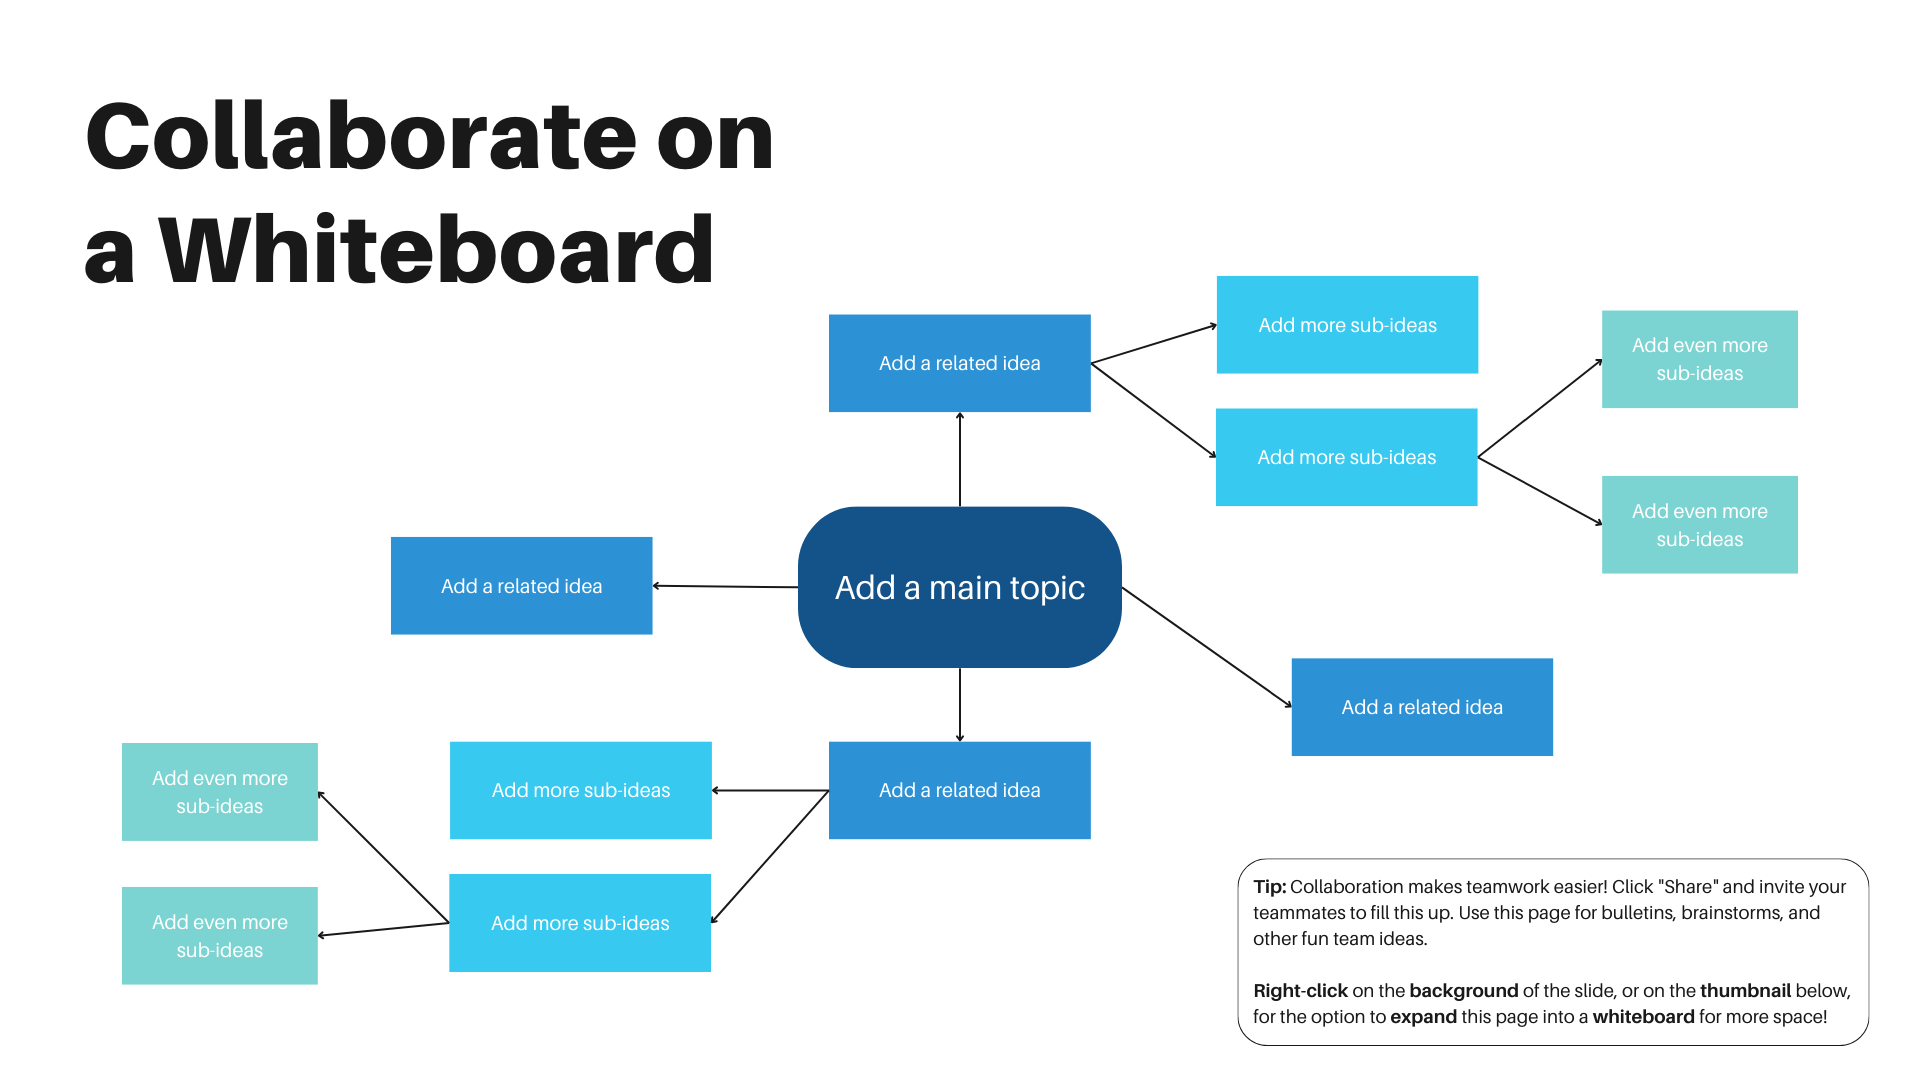 Collaborate on
a Whiteboard
Add more sub-ideas
Add a related idea
Add even more
sub-ideas
Add more sub-ideas
Add even more
sub-ideas
Add a related idea
Add a main topic
Add a related idea
Add even more
sub-ideas
Add more sub-ideas
Add a related idea
Add even more
sub-ideas
Add more sub-ideas
Tip: Collaboration makes teamwork easier! Click "Share" and invite your
teammates to fill this up. Use this page for bulletins, brainstorms, and
other fun team ideas.
Right-click on the background of the slide, or on the thumbnail below,
for the option to expand this page into a whiteboard for more space!